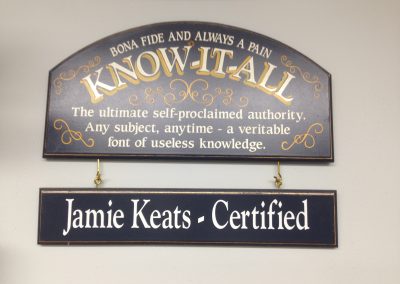 BONA FIDE AND ALWAYS A PAIN
KNOW-IT-ALL
The ultimate self-proclaimed authority.
Any subject, anytime - a veritable
font of useless knowledge.
Jamie Keats - Certified